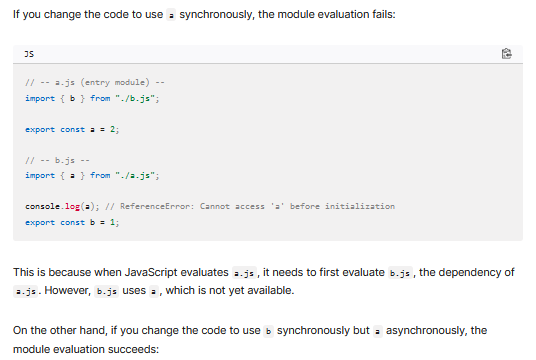 If you change the code to use a synchronously, the module evaluation fails:
JS
// -- a.js (entry module) --
import { b } from "./b.js";
export const a = 2;
// -- b.js --
import { a } from "./a.js";
console.log(a); // ReferenceError: Cannot access 'a' before initialization
export const b = 1;
This is because when JavaScript evaluates a.js, it needs to first evaluate b.js, the dependency of
a.js. However, b.js uses a, which is not yet available.
On the other hand, if you change the code to use b synchronously but a asynchronously, the
module evaluation succeeds: